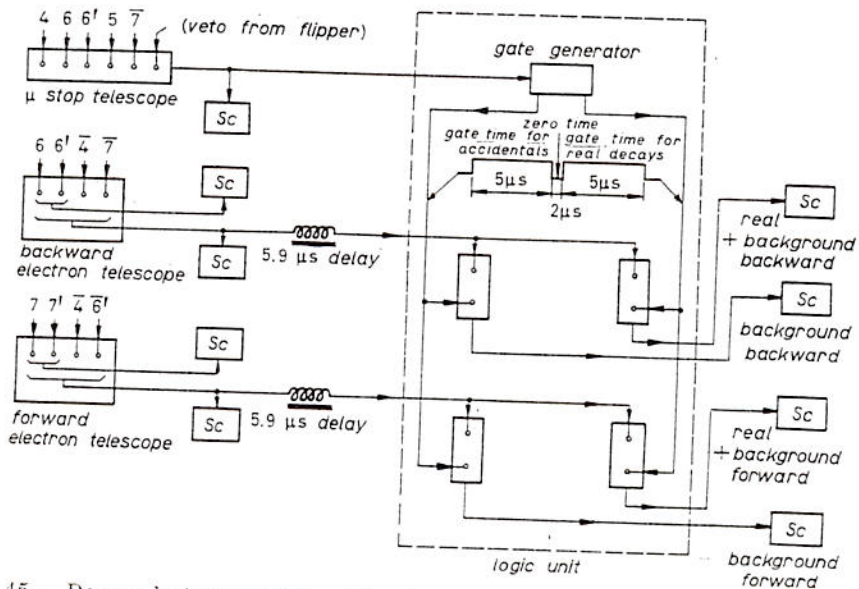 4 6 6' 5 7̅ (veto from flipper)
μ stop telescope
Sc
gate generator
zero time
gate time for accidentals
gate time for real decays
5μs
5μs
2μs
6 6' 4̅ 7̅
Sc
Sc
backward
electron telescope
5.9 μs delay
Sc
real
+ background
backward
Sc
background
backward
7 7' 4̅ 6̅'
Sc
Sc
forward
electron telescope
5.9 μs delay
Sc
real
+ background
forward
Sc
background
forward
logic unit